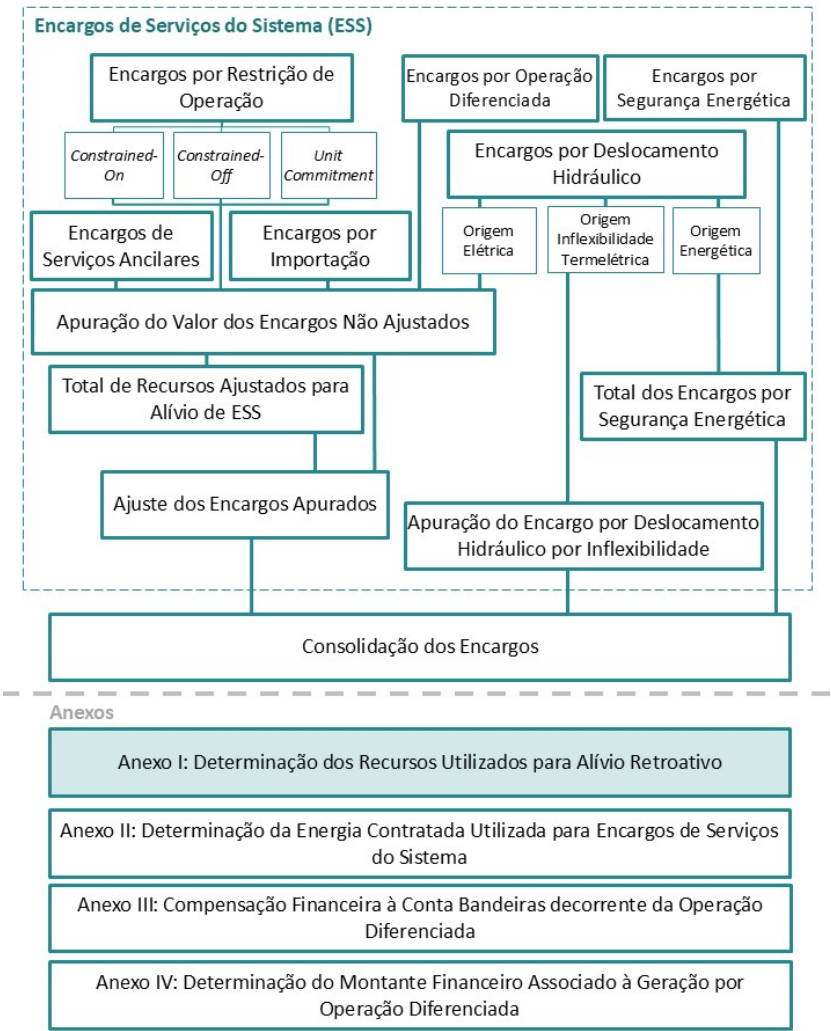 Encargos de Serviços do Sistema (ESS)
Encargos por Restrição de
Operação
Constrained-
On
Constrained-
Off
Unit
Commitment
Encargos por Operação
Diferenciada
Encargos por
Segurança Energética
Encargos por Deslocamento
Hidráulico
Origem
Elétrica
Origem
Inflexibilidade
Termelétrica
Origem
Energética
Encargos de
Serviços Ancilares
Encargos por
Importação
Apuração do Valor dos Encargos Não Ajustados
Total de Recursos Ajustados para
Alívio de ESS
Total dos Encargos por
Segurança Energética
Ajuste dos Encargos Apurados
Apuração do Encargo por Deslocamento
Hidráulico por Inflexibilidade
Consolidação dos Encargos
Anexos
Anexo I: Determinação dos Recursos Utilizados para Alívio Retroativo
Anexo II: Determinação da Energia Contratada Utilizada para Encargos de Serviços
do Sistema
Anexo III: Compensação Financeira à Conta Bandeiras decorrente da Operação
Diferenciada
Anexo IV: Determinação do Montante Financeiro Associado à Geração por
Operação Diferenciada